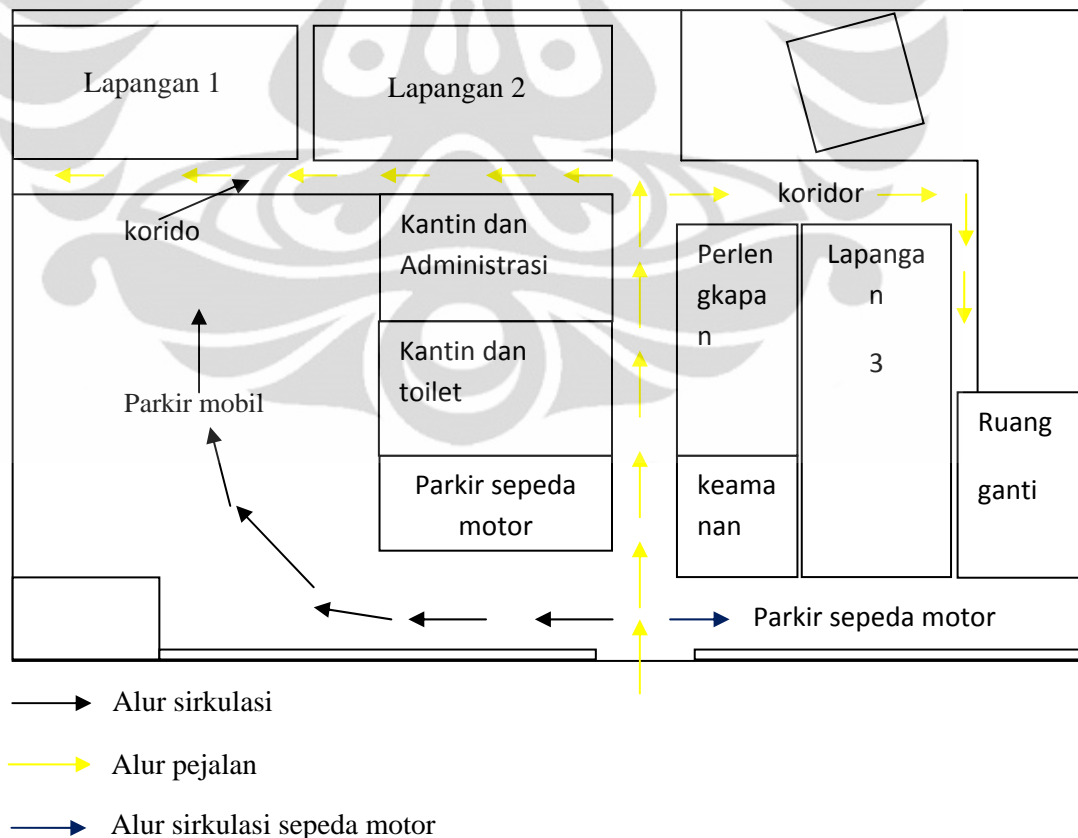 Lapangan 1
Lapangan 2
koridor
korido
Kantin dan
Administrasi
Perlen
gkapa
n
Lapanga
n
3
Kantin dan
toilet
Parkir mobil
Ruang
ganti
Parkir sepeda
motor
keama
nan
Parkir sepeda motor
Alur sirkulasi
Alur pejalan
Alur sirkulasi sepeda motor